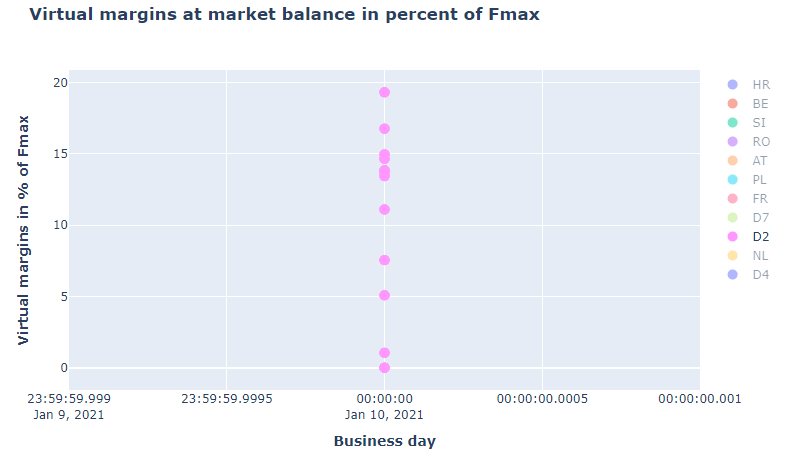 Virtual margins at market balance in percent of Fmax
Virtual margins in % of Fmax
20
15
10
5
0
23:59:59.999
Jan 9, 2021
23:59:59.9995
00:00:00
Jan 10, 2021
00:00:00.0005
00:00:00.001
Business day
HR
BE
SI
RO
AT
PL
FR
D7
D2
NL
D4